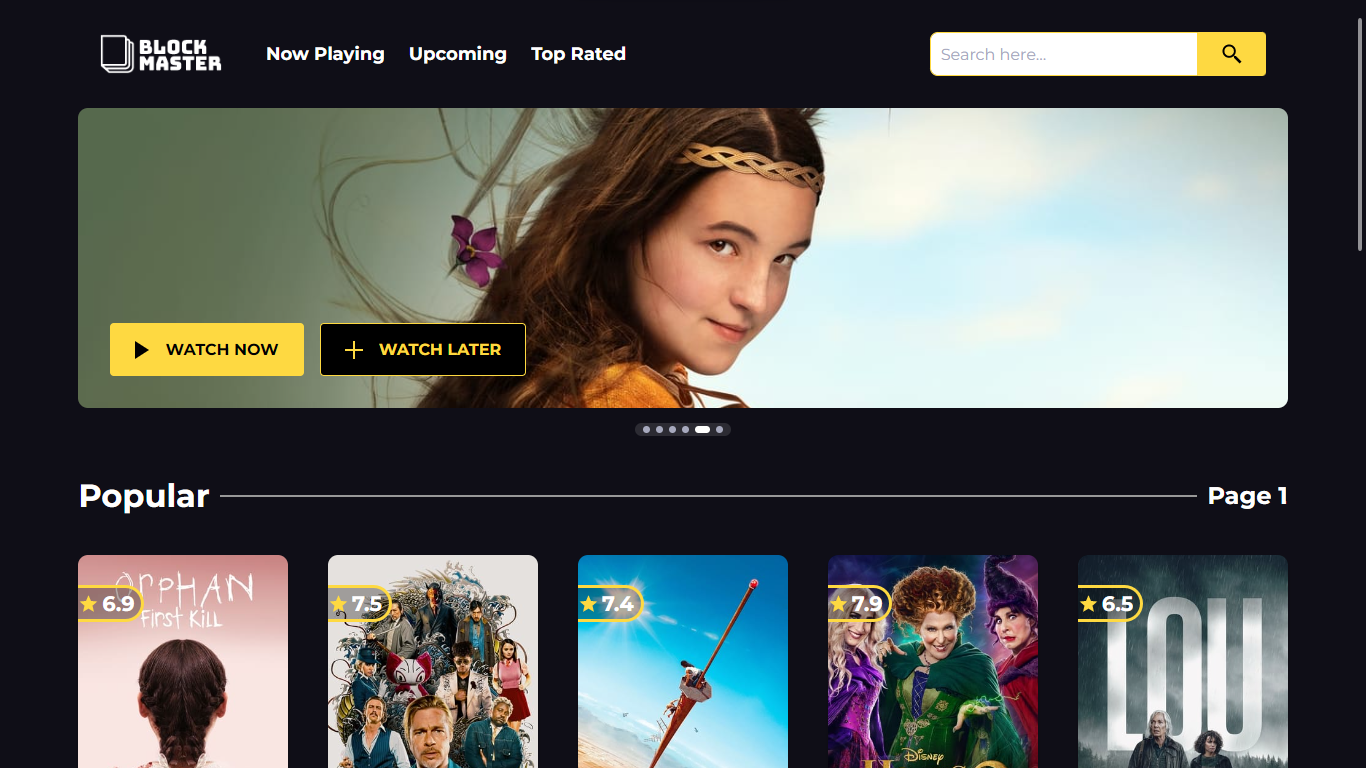 BLOCK
MASTER
Now Playing
Upcoming
Top Rated
Search here...
WATCH NOW
WATCH LATER
Popular
Page 1
ORPHAN
First Kill
6.9
7.5
7.4
7.9
DISNEY
6.5
LOU